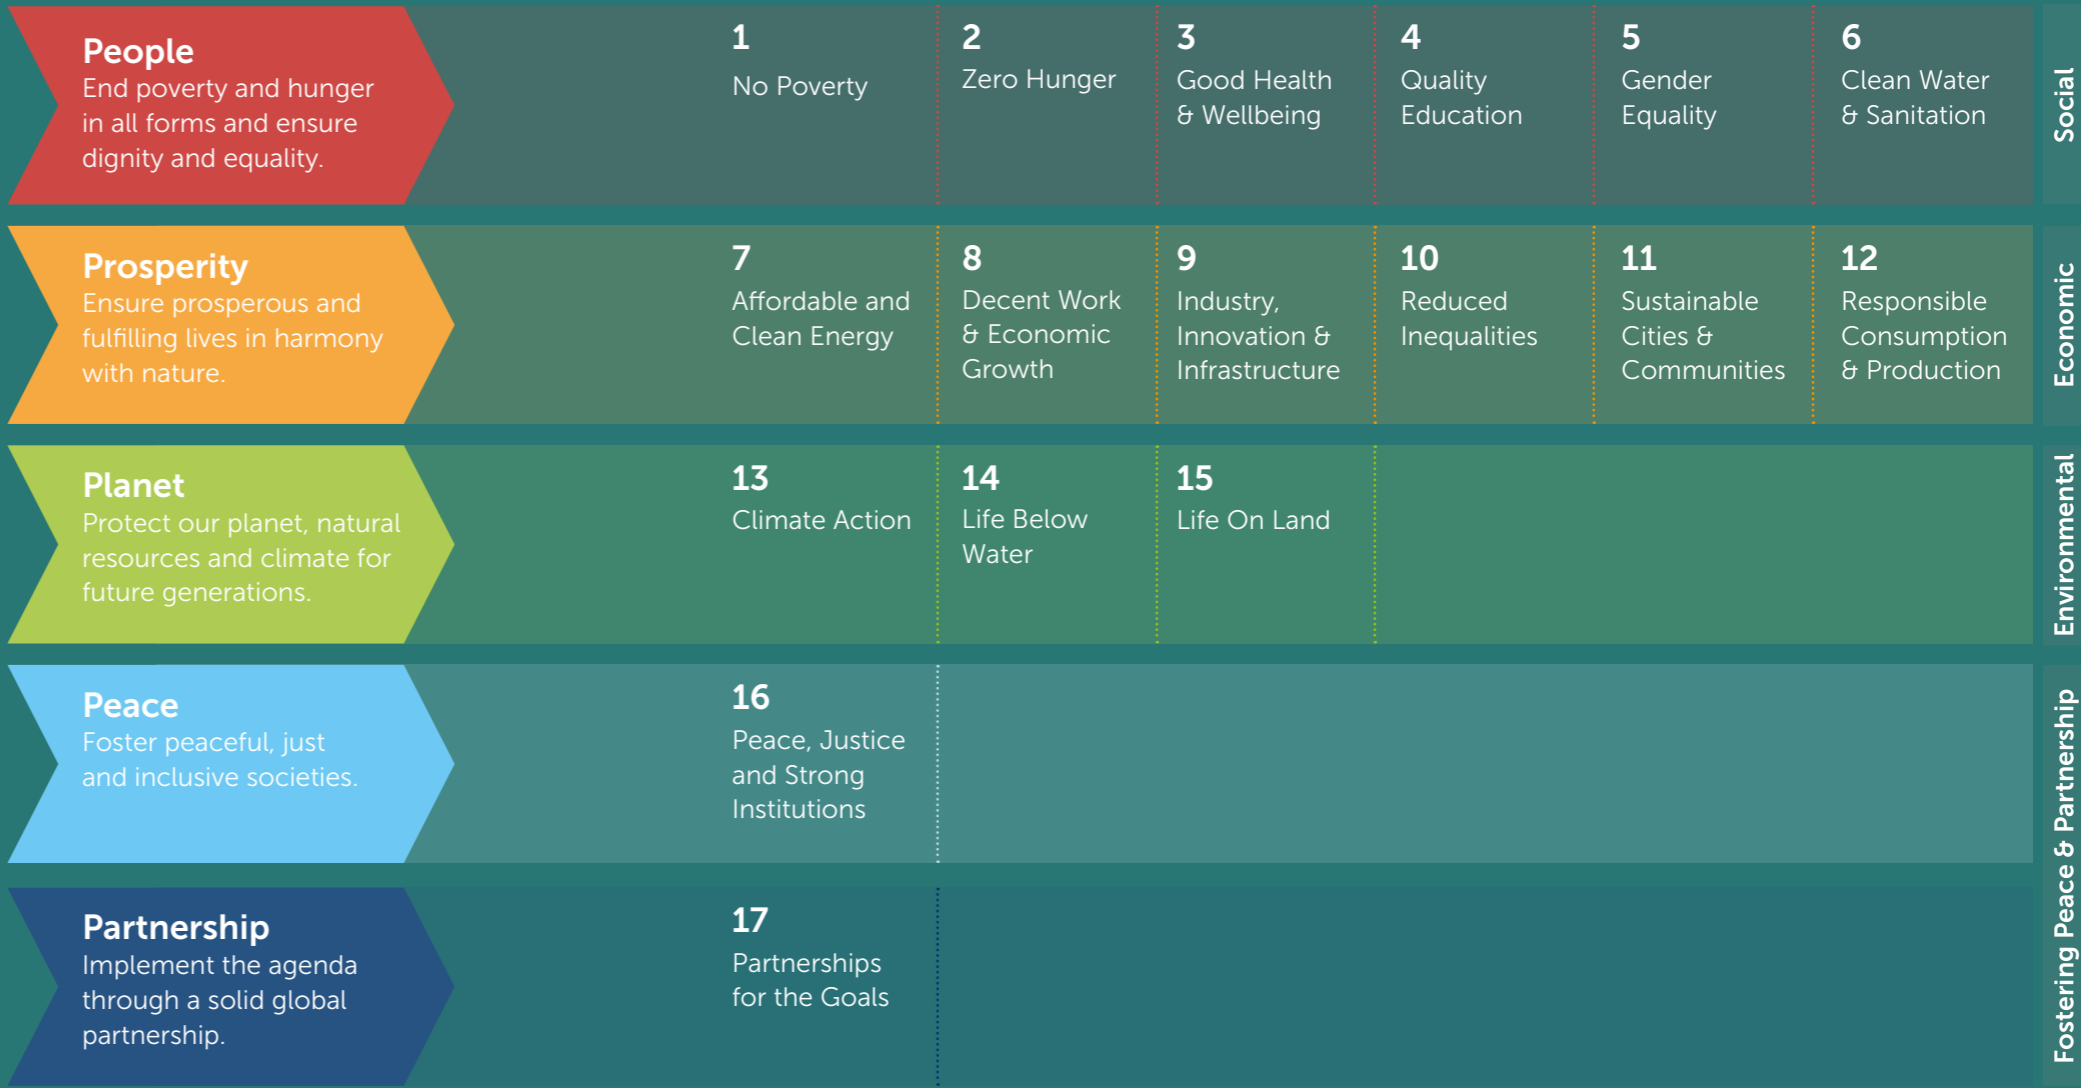 People
End poverty and hunger
in all forms and ensure
dignity and equality.
1
No Poverty
2
Zero Hunger
3
Good Health
& Wellbeing
4
Quality
Education
5
Gender
Equality
6
Clean Water
& Sanitation
Social
Prosperity
Ensure prosperous and
fulfilling lives in harmony
with nature.
7
Affordable and
Clean Energy
8
Decent Work
& Economic
Growth
9
Industry,
Innovation &
Infrastructure
10
Reduced
Inequalities
11
Sustainable
Cities &
Communities
12
Responsible
Consumption
& Production
Economic
Planet
Protect our planet, natural
resources and climate for
future generations.
13
Climate Action
14
Life Below
Water
15
Life On Land
Environmental
Peace
Foster peaceful, just
and inclusive societies.
16
Peace, Justice
and Strong
Institutions
Partnership
Implement the agenda
through a solid global
partnership.
17
Partnerships
for the Goals
Fostering Peace & Partnership